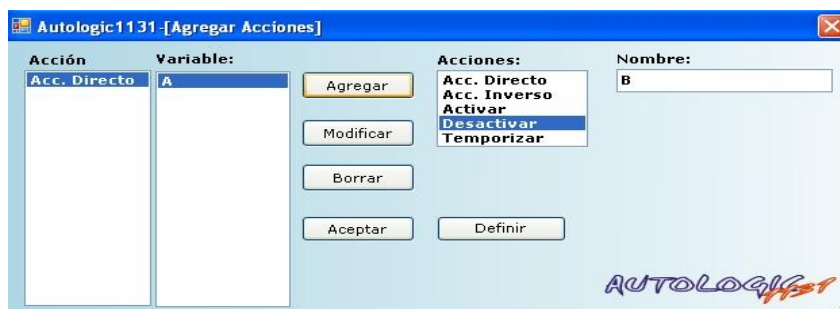 Autologic1131-[Agregar Acciones]
Acción
Variable:
Acciones:
Nombre:
Acc. Directo
A
Agregar
Modificar
Borrar
Aceptar
Acc. Directo
Acc. Inverso
Activar
Desactivar
Temporizar
Definir
B
AUTOLOGIC1131